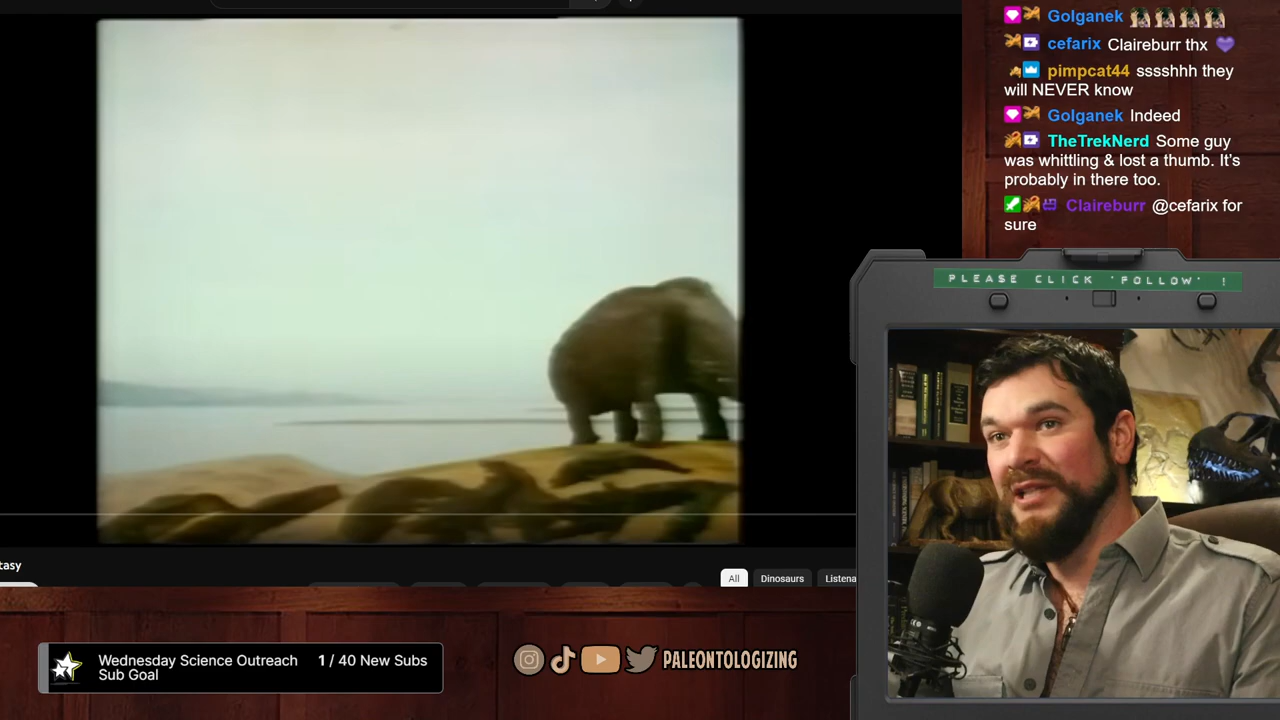 Golganek
cefarix Claireburr thx
pimpcat44 sssshhh they
will NEVER know
Golganek Indeed
TheTrekNerd Some guy
was whittling & lost a thumb. It's
probably in there too.
Claireburr @cefarix for
sure
PLEASE CLICK 'FOLLOW' !
tasy
All Dinosaurs Listena
Wednesday Science Outreach 1 / 40 New Subs
Sub Goal
PALEONTOLOGIZING